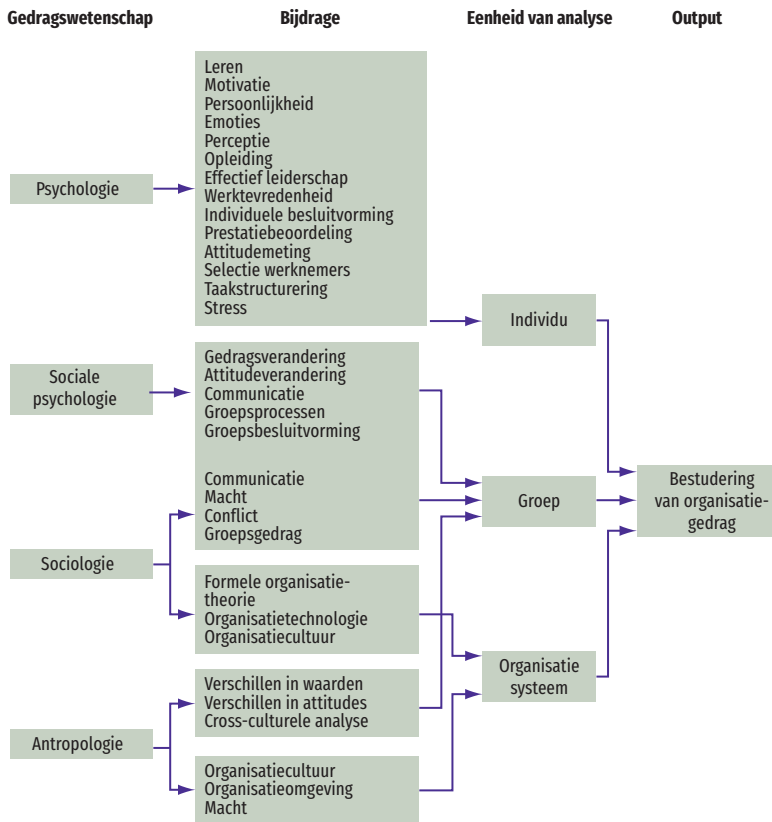 Gedragswetenschap
Bijdrage
Eenheid van analyse
Output
Psychologie
Leren
Motivatie
Persoonlijkheid
Emoties
Perceptie
Opleiding
Effectief leiderschap
Werktevredenheid
Individuele besluitvorming
Prestatiebeoordeling
Attitudemeting
Selectie werknemers
Taakstructurering
Stress
Individu
Sociale
psychologie
Gedragsverandering
Attitudeverandering
Communicatie
Groepsprocessen
Groepsbesluitvorming
Communicatie
Macht
Conflict
Groepsgedrag
Groep
Bestudering
van organisatie-
gedrag
Sociologie
Formele organisatie-
theorie
Organisatietechnologie
Organisatiecultuur
Organisatie
systeem
Antropologie
Verschillen in waarden
Verschillen in attitudes
Cross-culturele analyse
Organisatiecultuur
Organisatieomgeving
Macht